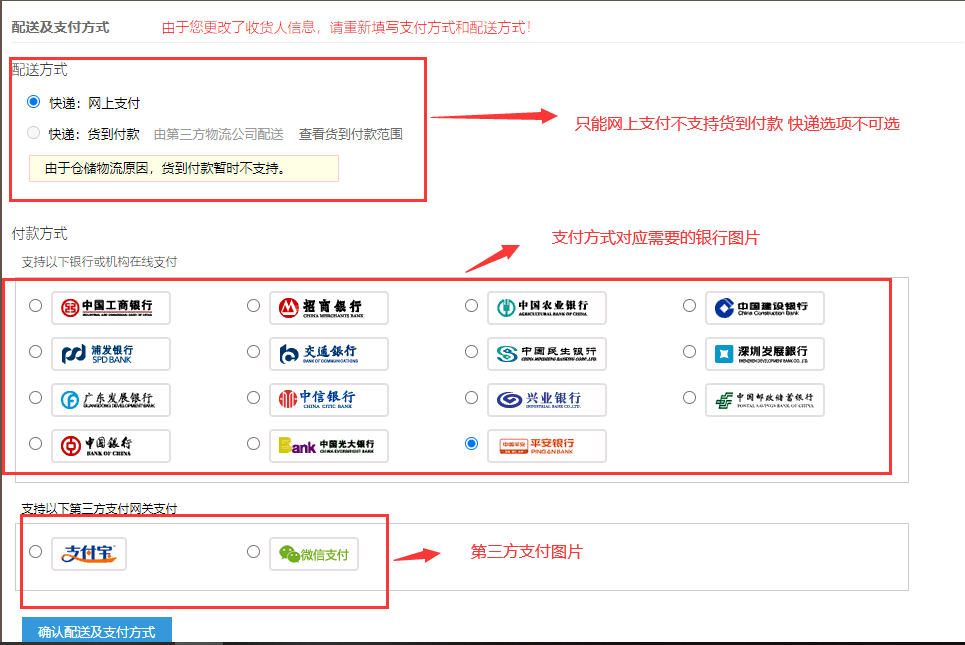 配送及支付方式 由于您更改了收货人信息，请重新填写支付方式和配送方式！
配送方式
快递：网上支付
快递：货到付款 由第三方物流公司配送 查看货到付款范围
由于仓储物流原因，货到付款暂时不支持。
只能网上支付不支持货到付款 快递选项不可选
付款方式
支付方式对应需要的银行图片
支持以下银行或机构在线支付
中国工商银行 招商银行 中国农业银行 中国建设银行
INDUSTRIAL AND COMMERCIAL BANK OF CHINA CHINA MERCHANTS BANK AGRICULTURAL BANK OF CHINA China Construction Bank
浦发银行 交通银行 中国民生银行 深圳发展银行
SPD BANK BANK OF COMMUNICATIONS CHINA MINSHENG BANKING CORP.,LTD. SHENZHEN DEVELOPMENT BANK CO.,LTD.
广东发展银行 中信银行 兴业银行 中国邮政储蓄银行
GUANGDONG DEVELOPMENT BANK CHINA CITIC BANK INDUSTRIAL BANK CO.,LTD. POSTAL SAVINGS BANK OF CHINA
中国银行 Bank 中国光大银行 中国平安 平安银行
BANK OF CHINA CHINA EVERBRIGHT BANK PINGAN BANK
支持以下第三方支付网关支付
支付宝 微信支付
第三方支付图片
确认配送及支付方式